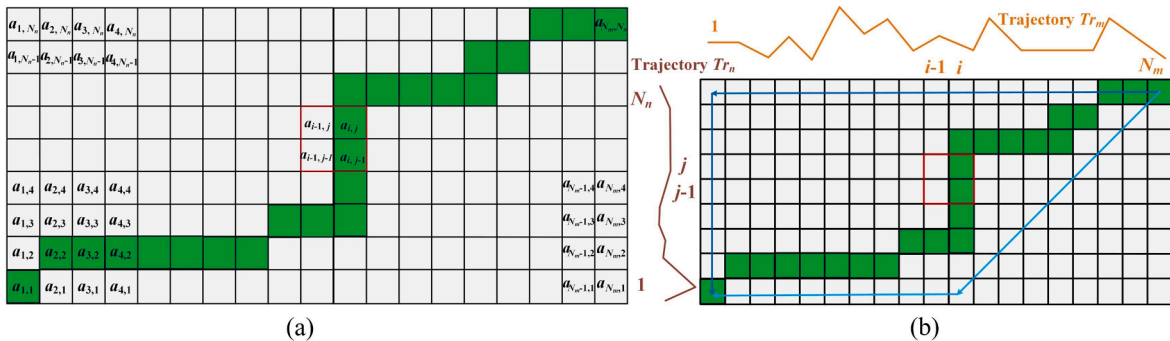 a1,Nn a2,Nn a3,Nn a4,Nn aNm,Nn
a1,Nn-1 a2,Nn-1 a3,Nn-1 a4,Nn-1
ai-1,j ai,j
ai-1,j-1 ai,j-1
a1,4 a2,4 a3,4 a4,4 aNm-1,4 aNm,4
a1,3 a2,3 a3,3 a4,3 aNm-1,3 aNm,3
a1,2 a2,2 a3,2 a4,2 aNm-1,2 aNm,2
a1,1 a2,1 a3,1 a4,1 aNm-1,1 aNm,1
(a)
1 Trajectory Trm
Trajectory Trn i-1 i Nm
Nn
j
j-1
1
(b)